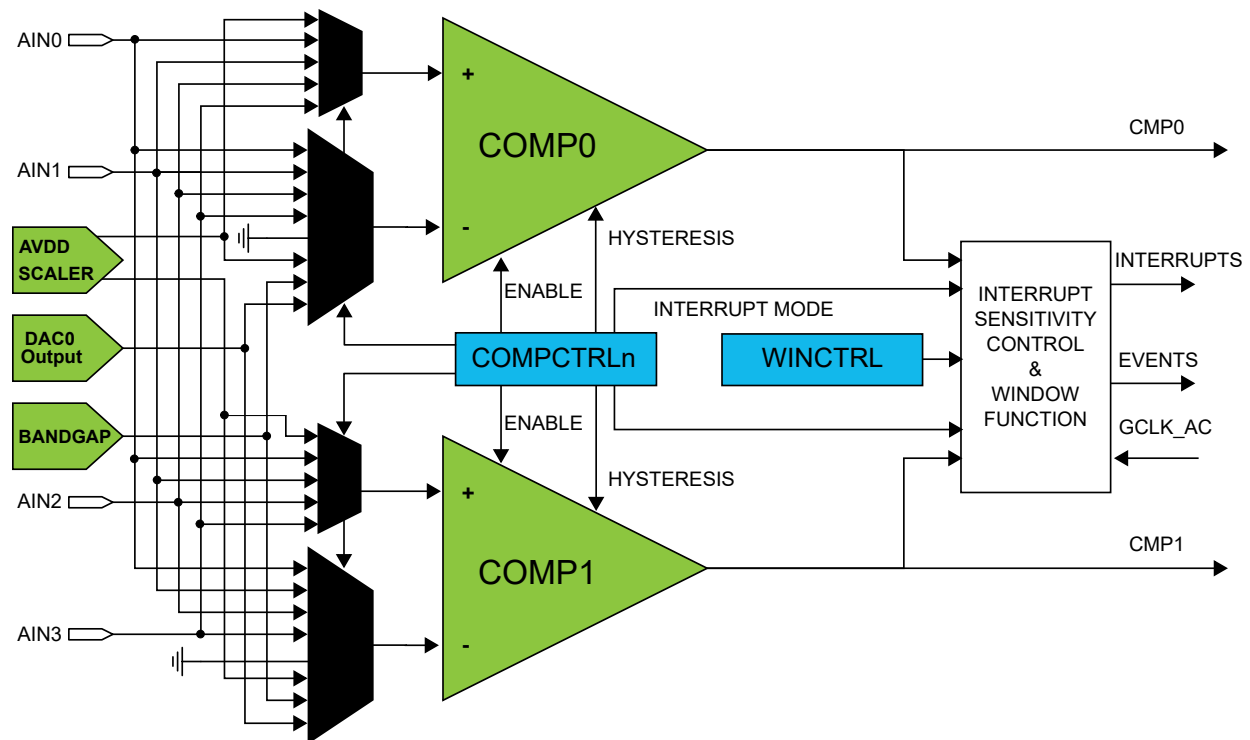 AIN0
+
COMP0
-
CMP0
AIN1
AVDD
SCALER
HYSTERESIS
ENABLE
INTERRUPT MODE
INTERRUPT
SENSITIVITY
CONTROL
&
WINDOW
FUNCTION
INTERRUPTS
DAC0
Output
COMPCTRLn
WINCTRL
EVENTS
BANDGAP
ENABLE
GCLK_AC
HYSTERESIS
AIN2
+
COMP1
-
CMP1
AIN3